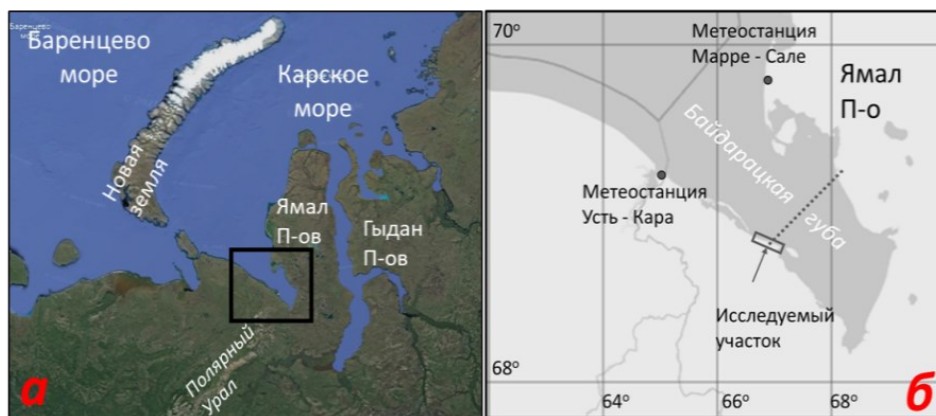 Баренцево
море
Карское
море
Новая
земля
Ямал
П-ов
Гыдан
П-ов
Полярный
Урал
а
70°
Метеостанция
Марре - Сале
Ямал
П-о
Байдарацкая
губа
Метеостанция
Усть - Кара
Исследуемый
участок
68°
64°
66°
68°
б